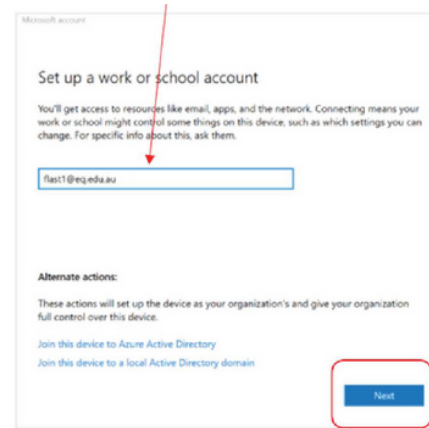 Microsoft account
Set up a work or school account
You'll get access to resources like email, apps, and the network. Connecting means your
work or school might control some things on this device, such as which settings you can
change. For specific info about this, ask them.
flast1@eq.edu.au
Alternate actions:
These actions will set up the device as your organization's and give your organization
full control over this device.
Join this device to Azure Active Directory
Join this device to a local Active Directory domain
Next